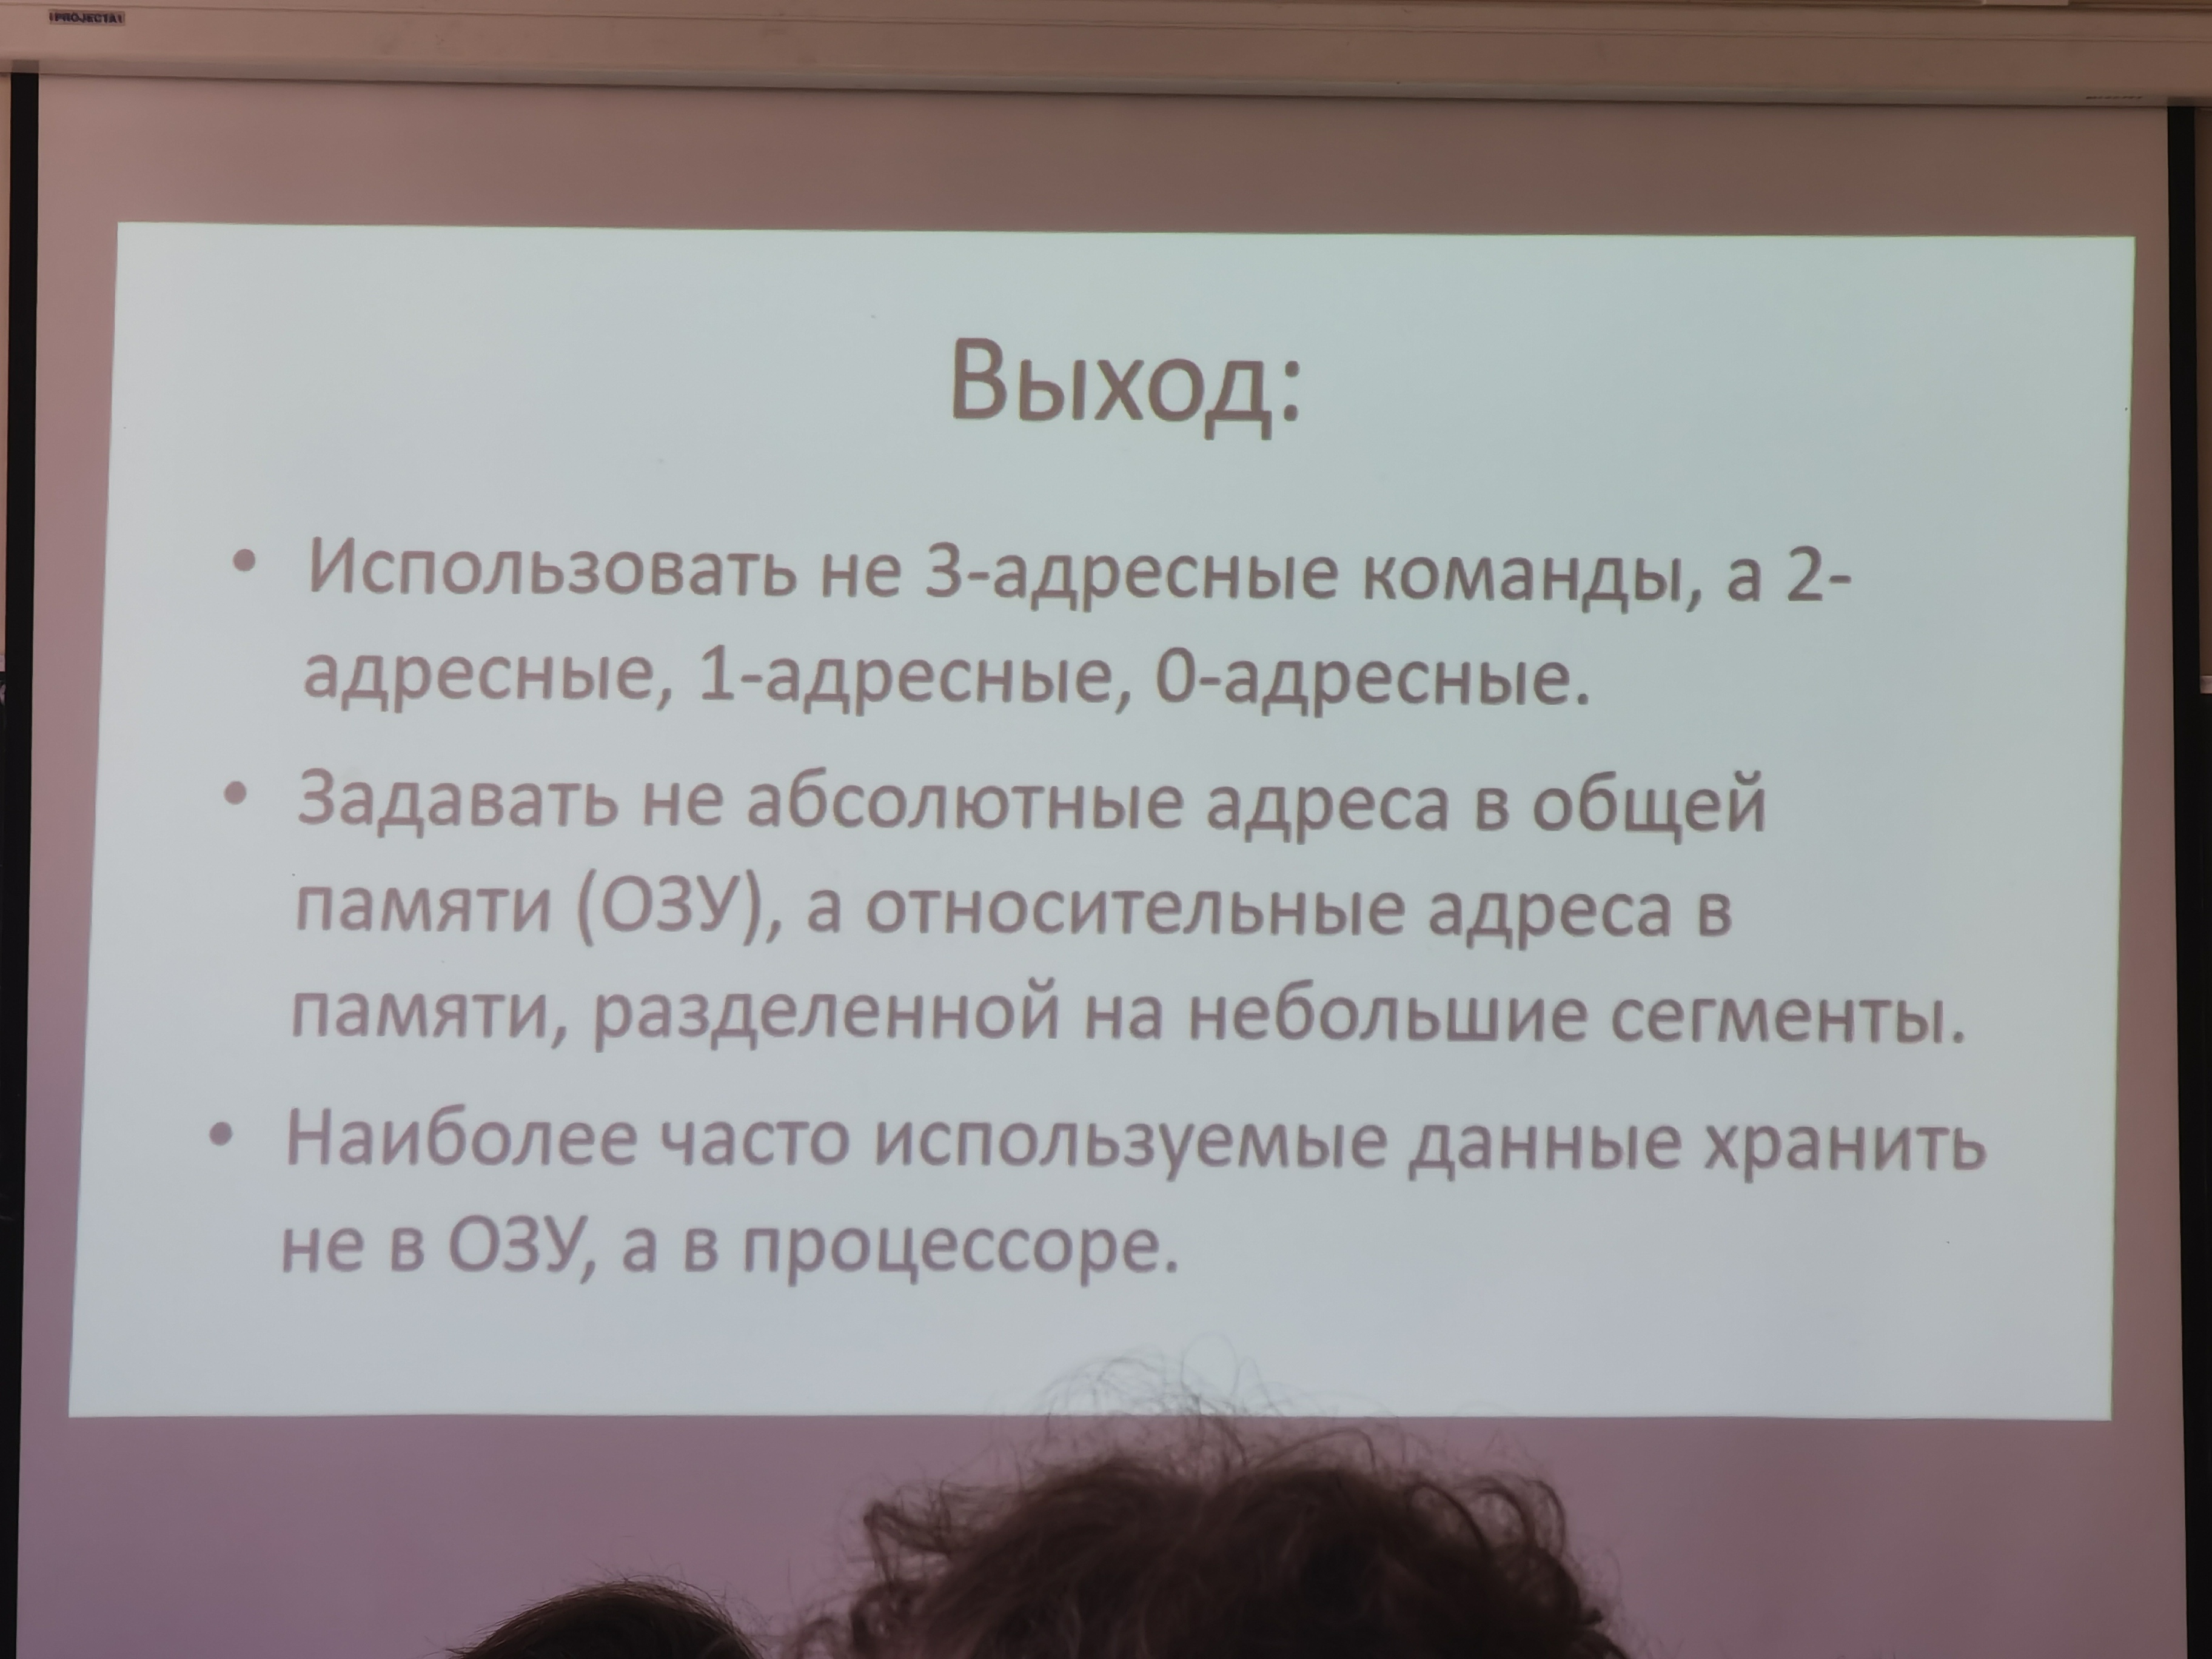 PROJECTA
Выход:
• Использовать не 3-адресные команды, а 2-
адресные, 1-адресные, 0-адресные.
• Задавать не абсолютные адреса в общей
памяти (ОЗУ), а относительные адреса в
памяти, разделенной на небольшие сегменты.
• Наиболее часто используемые данные хранить
не в ОЗУ, а в процессоре.